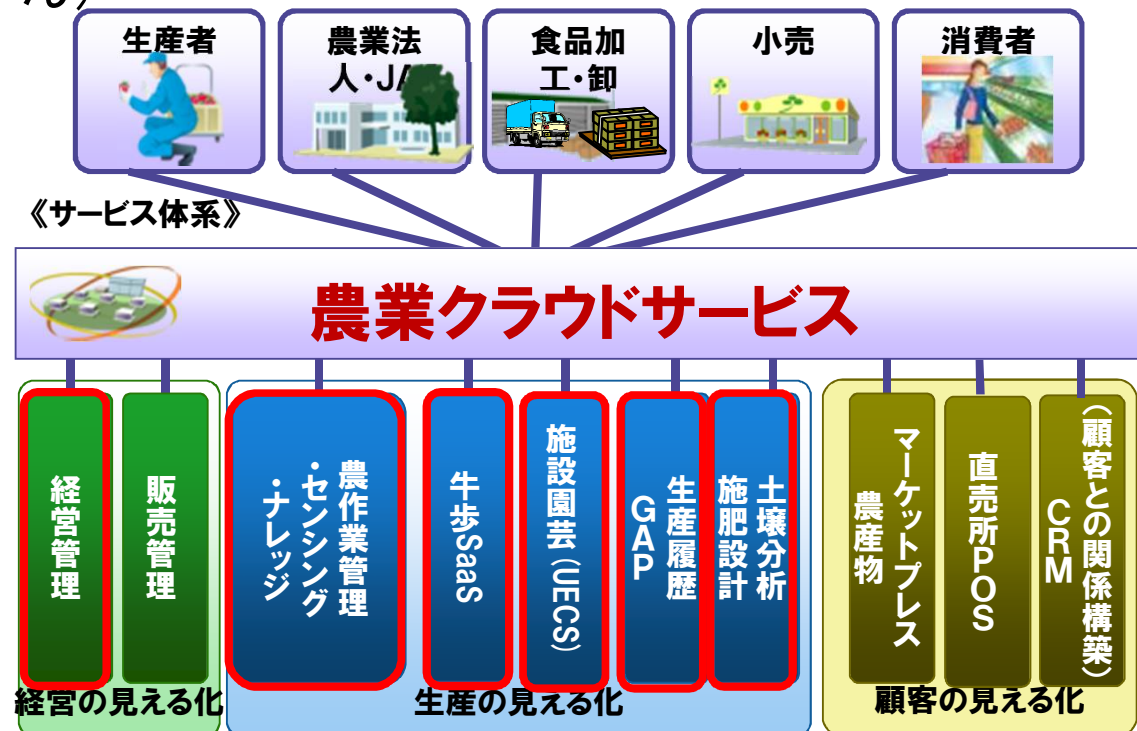 生産者
農業法
人・JA
食品加
工・卸
小売
消費者
《サービス体系》
農業クラウドサービス
経営管理
販売管理
農作業管理
・センシング
・ナレッジ
牛歩SaaS
施設園芸(UECS)
生産履歴
GAP
土壌分析
施肥設計
マーケットプレス
農産物
直売所POS
(顧客との関係構築)
CRM
経営の見える化
生産の見える化
顧客の見える化